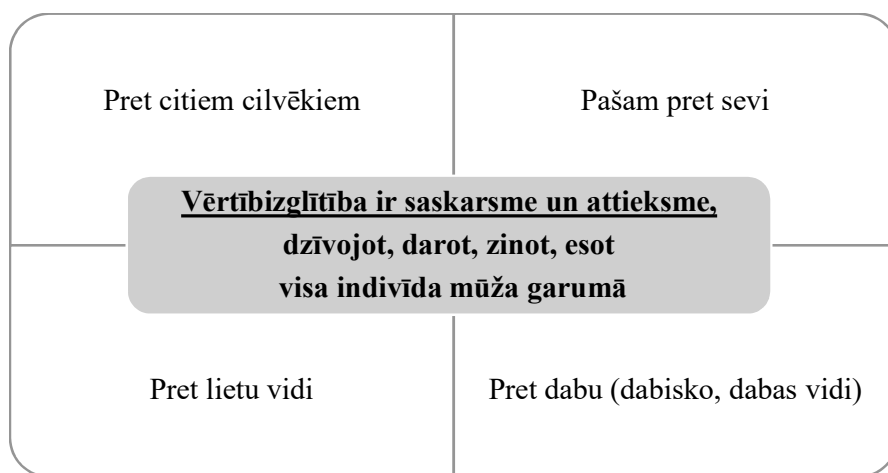 Pret citiem cilvēkiem
Pašam pret sevi
Vērtībizglītība ir saskarsme un attieksme,
dzīvojot, darot, zinot, esot
visa indivīda mūža garumā
Pret lietu vidi
Pret dabu (dabisko, dabas vidi)